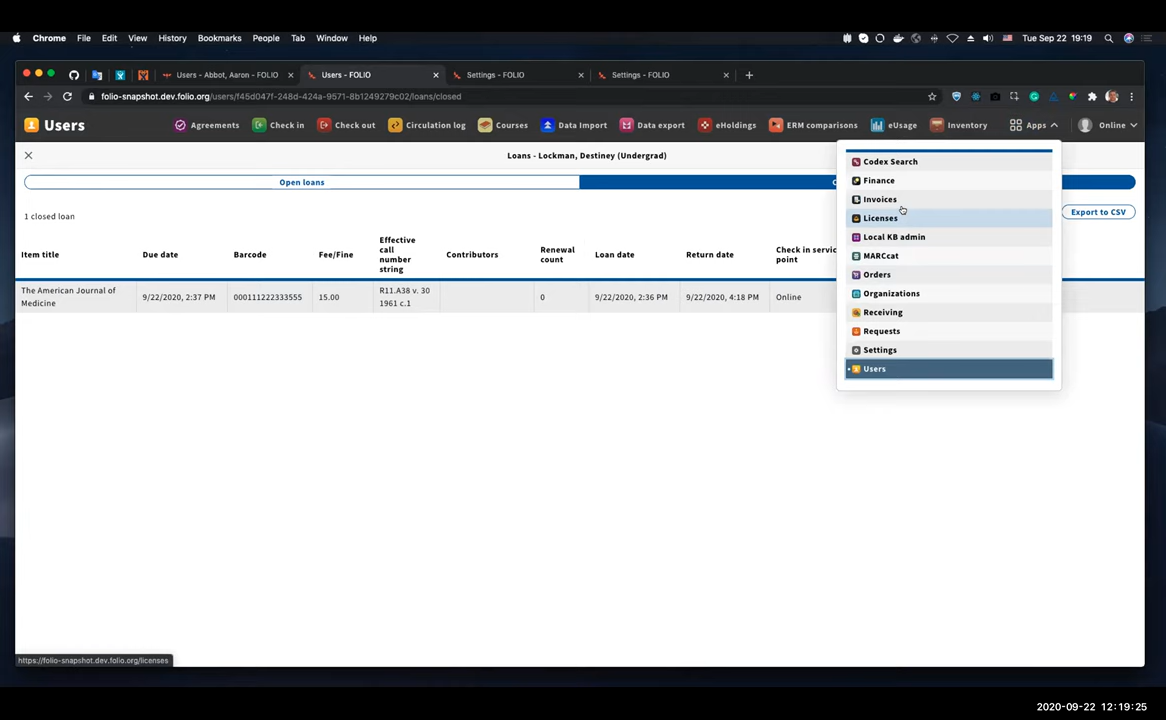 Chrome File Edit View History Bookmarks People Tab Window Help Tue Sep 22 19:19
Users - Abbot, Aaron - FOLIO Users - FOLIO Settings - FOLIO Settings - FOLIO
folio-snapshot.dev.folio.org/users/f45d047f-248d-424a-9571-8b1249279c02/loans/closed
Users Agreements Check in Check out Circulation log Courses Data Import Data export eHoldings ERM comparisons eUsage Inventory Apps Online
Loans - Lockman, Destiney (Undergrad)
Open loans C
1 closed loan Export to CSV
Item title Due date Barcode Fee/Fine Effective call number string Contributors Renewal count Loan date Return date Check in servic point
The American Journal of Medicine 9/22/2020, 2:37 PM 000111222333555 15.00 R11.A38 v. 30 1961 c.1 0 9/22/2020, 2:36 PM 9/22/2020, 4:18 PM Online
Codex Search
Finance
Invoices
Licenses
Local KB admin
MARCcat
Orders
Organizations
Receiving
Requests
Settings
Users
https://folio-snapshot.dev.folio.org/licenses
2020-09-22 12:19:25